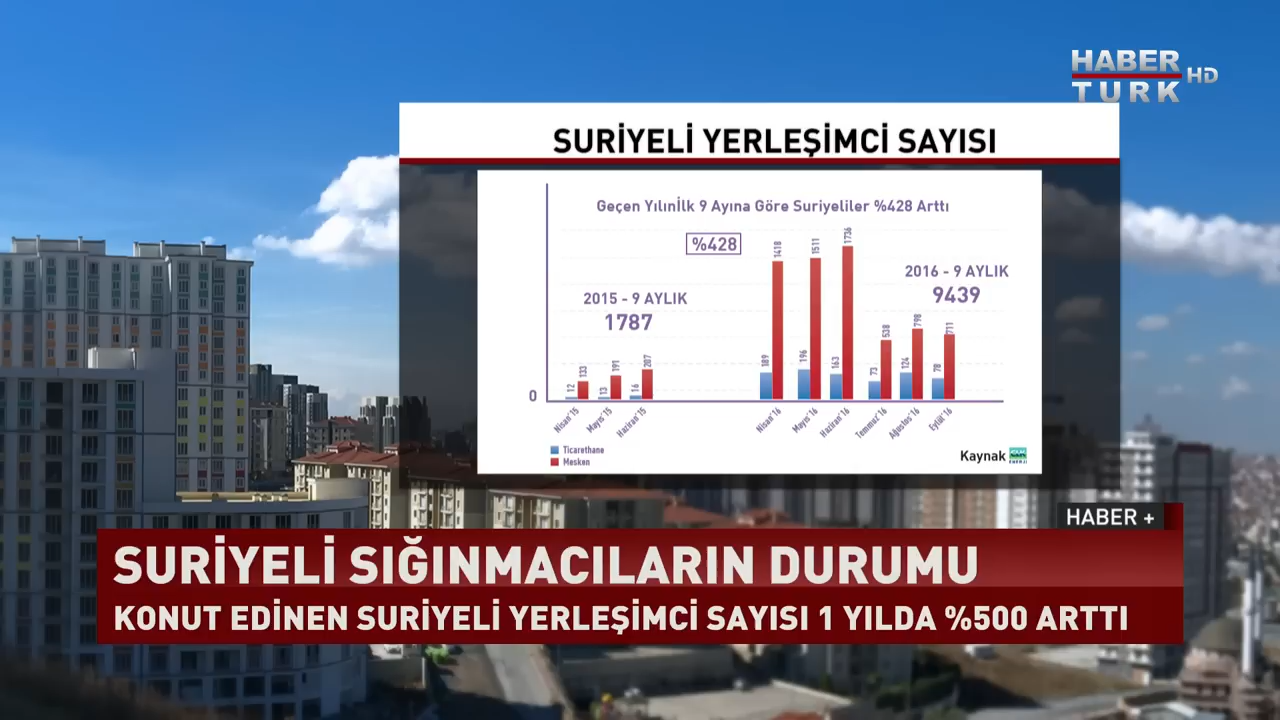 HABER
TURK HD
SURİYELİ YERLEŞİMCİ SAYISI
Geçen Yılınİlk 9 Ayına Göre Suriyeliler %428 Arttı
%428
2015 - 9 AYLIK
1787
2016 - 9 AYLIK
9439
12 133 13 191 16 207 189 1418 196 1511 163 1736 73 538 124 798 78 711
0
Nisan'15 Mayıs'15 Haziran'15 Nisan'16 Mayıs'16 Haziran'16 Temmuz'16 Ağustos'16 Eylül'16
Ticarethane
Mesken
Kaynak
ENERJİ
HABER +
SURİYELİ SIĞINMACILARIN DURUMU
KONUT EDİNEN SURİYELİ YERLEŞİMCİ SAYISI 1 YILDA %500 ARTTI